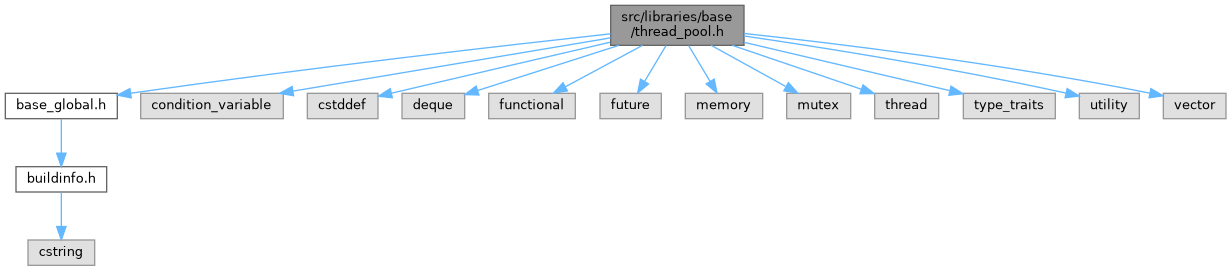 src/libraries/base
/thread_pool.h
base_global.h
condition_variable
cstddef
deque
functional
future
memory
mutex
thread
type_traits
utility
vector
buildinfo.h
cstring